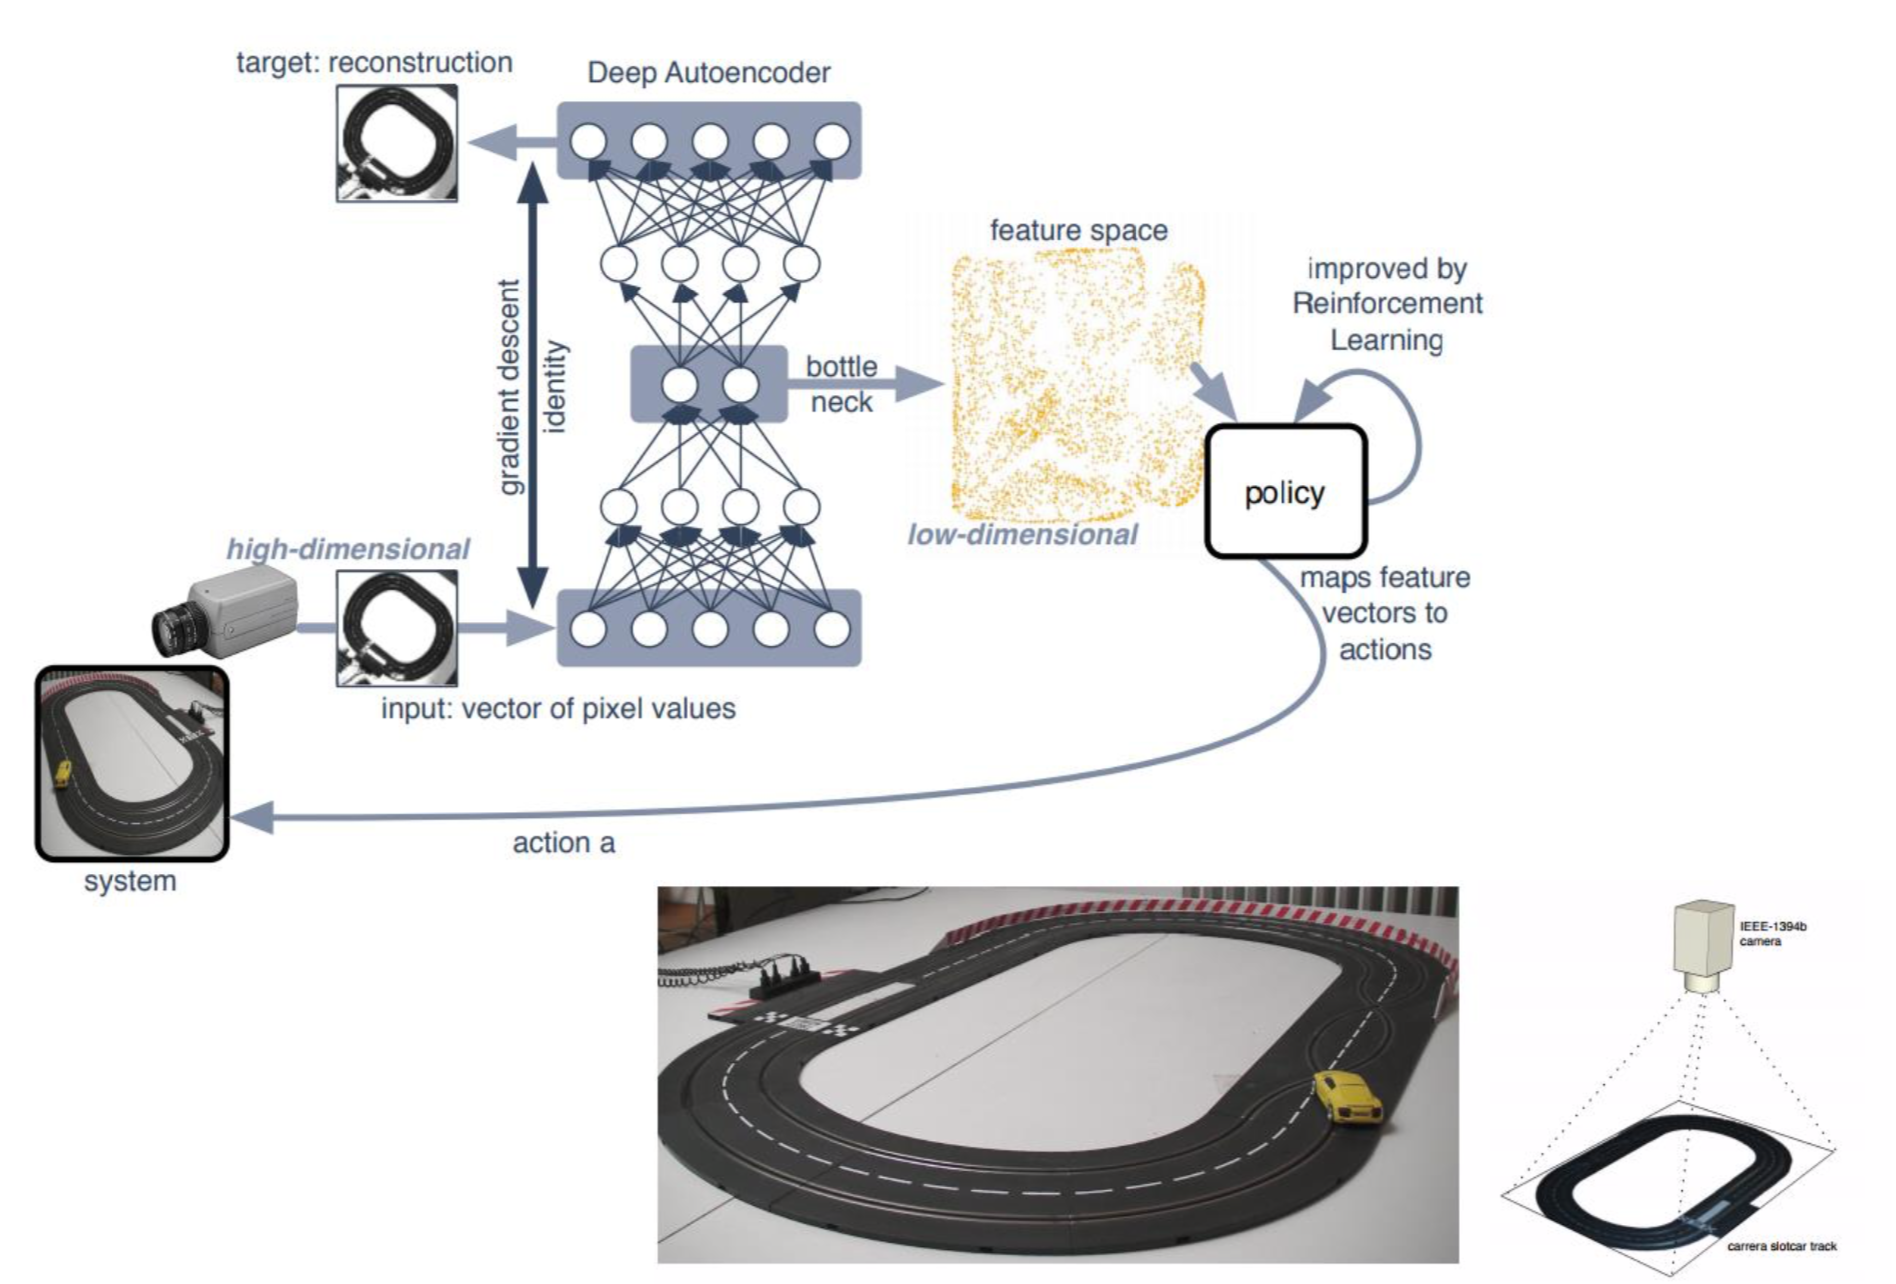 target: reconstruction
Deep Autoencoder
feature space
improved by
Reinforcement
Learning
gradient descent
identity
bottle
neck
policy
high-dimensional
low-dimensional
maps feature
vectors to
actions
input: vector of pixel values
action a
system
IEEE-1394b
camera
carrera slotcar track